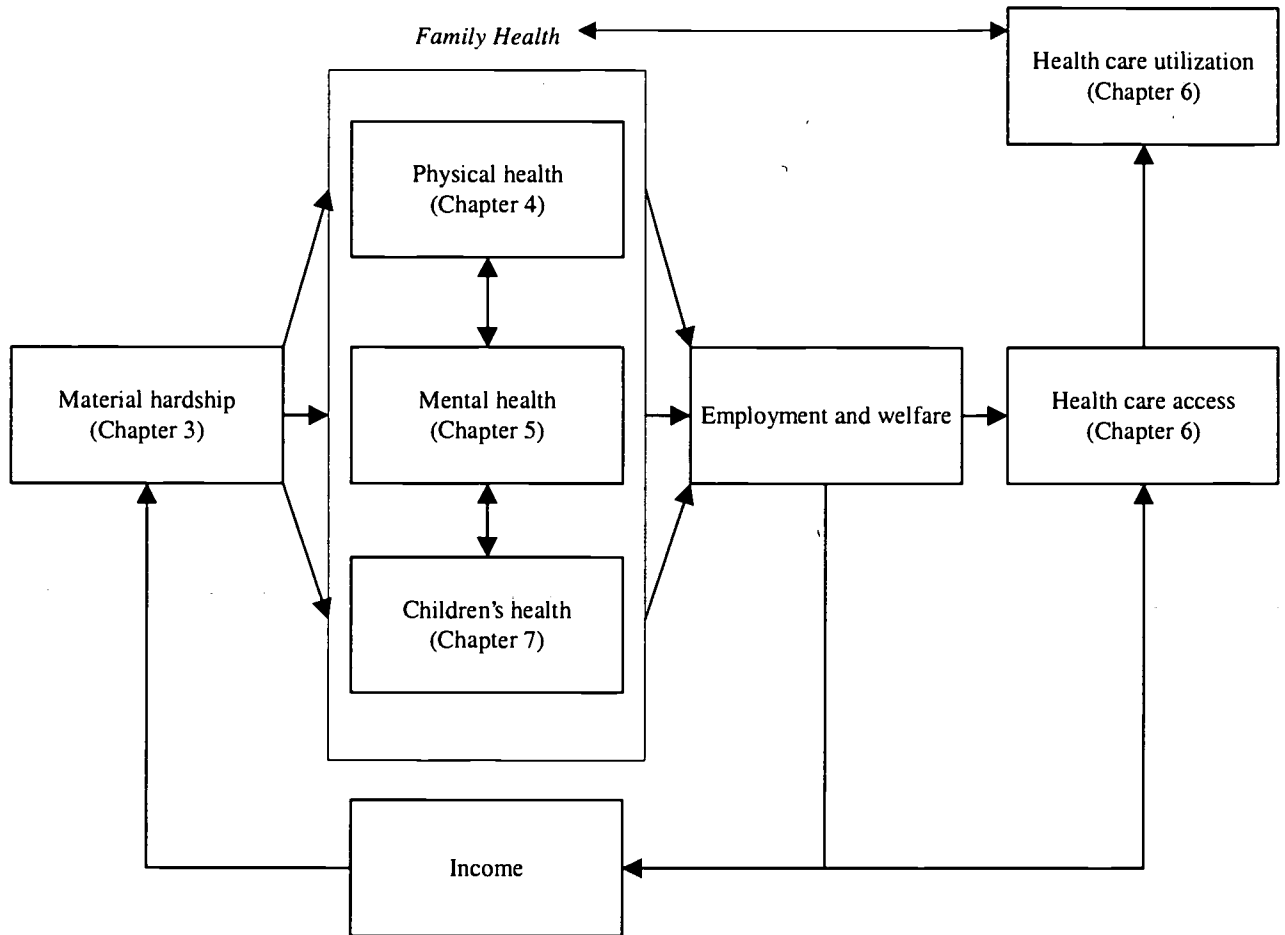 Family Health
Health care utilization
(Chapter 6)
Physical health
(Chapter 4)
Material hardship
(Chapter 3)
Mental health
(Chapter 5)
Employment and welfare
Health care access
(Chapter 6)
Children's health
(Chapter 7)
Income